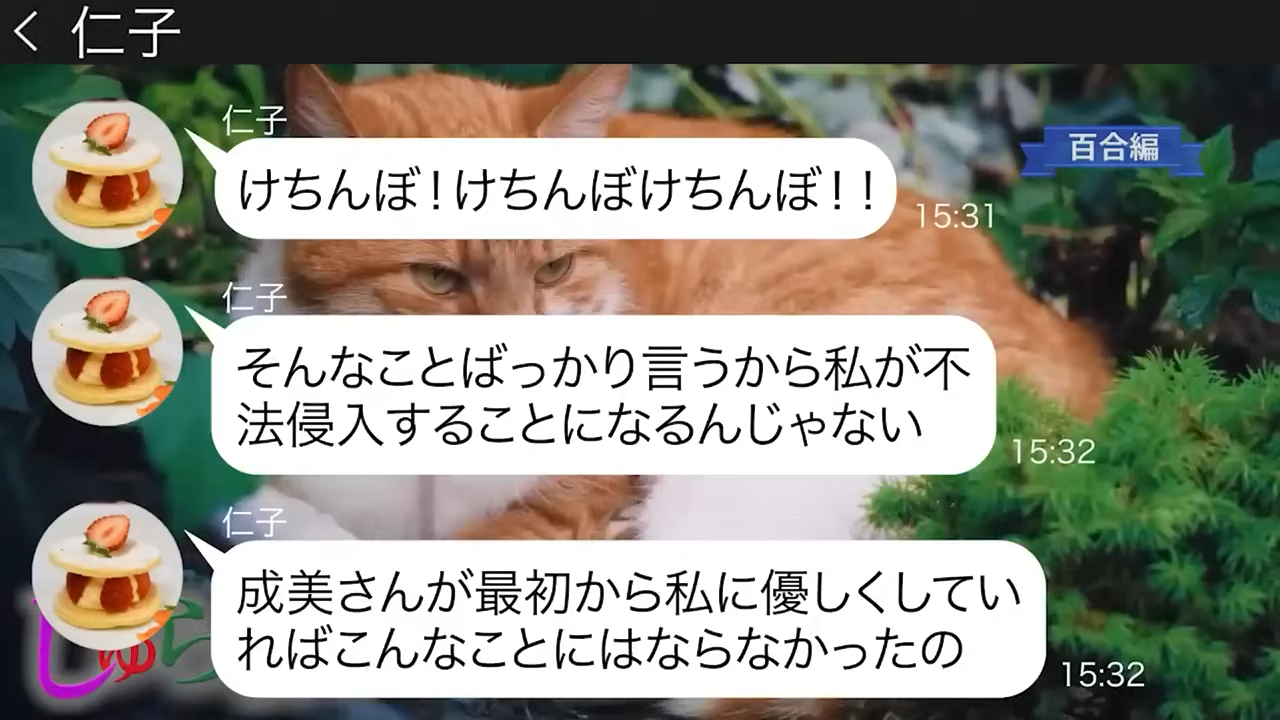 仁子
仁子
けちんぼ！けちんぼけちんぼ！！
15:31
百合編
仁子
そんなことばっかり言うから私が不
法侵入することになるんじゃない
15:32
仁子
成美さんが最初から私に優しくしてい
ればこんなことにはならなかったの
15:32
しゅら